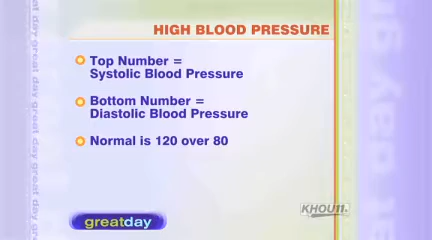 HIGH BLOOD PRESSURE
Top Number =
Systolic Blood Pressure
Bottom Number =
Diastolic Blood Pressure
Normal is 120 over 80
greatday
KHOU11